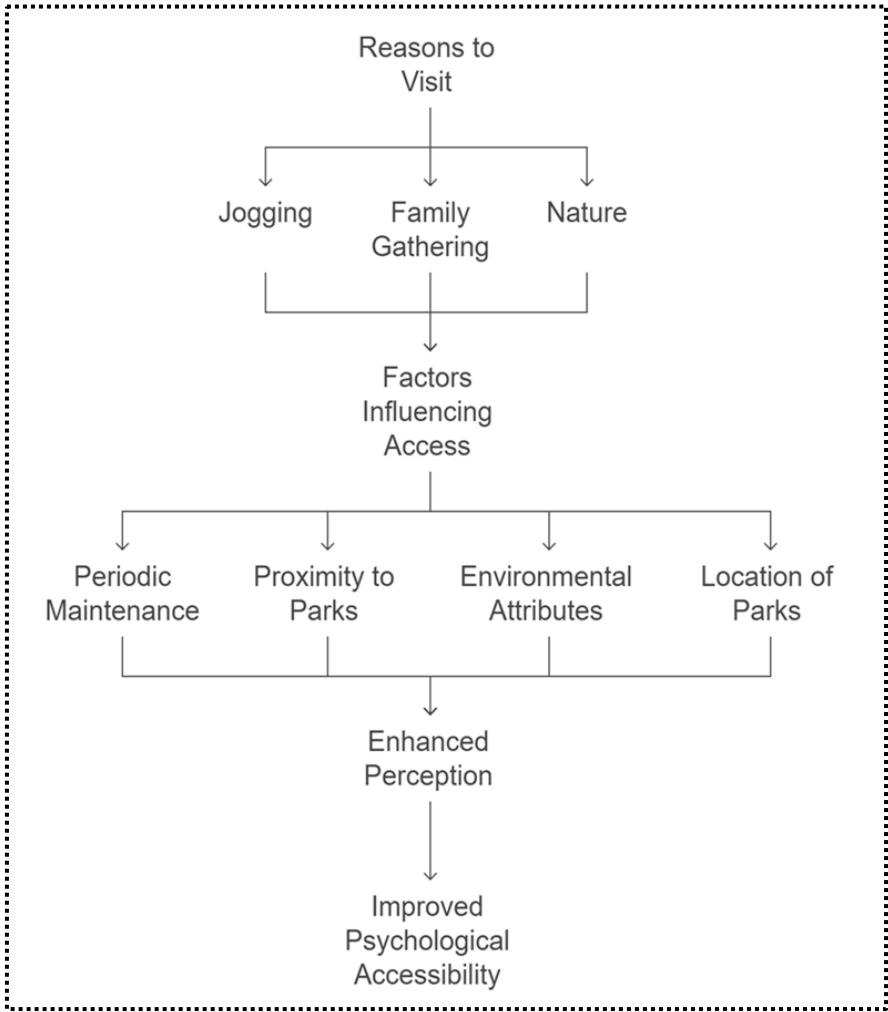 Reasons to
Visit
Jogging
Family
Gathering
Nature
Factors
Influencing
Access
Periodic
Maintenance
Proximity to
Parks
Environmental
Attributes
Location of
Parks
Enhanced
Perception
Improved
Psychological
Accessibility